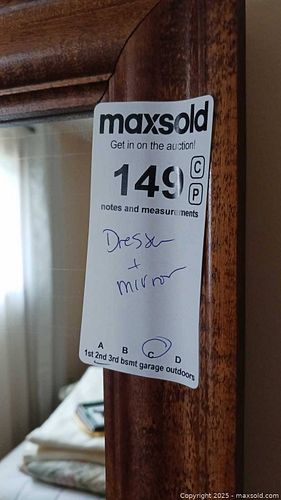 maxsold
Get in on the auction!
149 C P
notes and measurements
Dresser
+
mirror
A B C D
1st 2nd 3rd bsmt garage outdoors
Copyright 2025 - maxsold.com